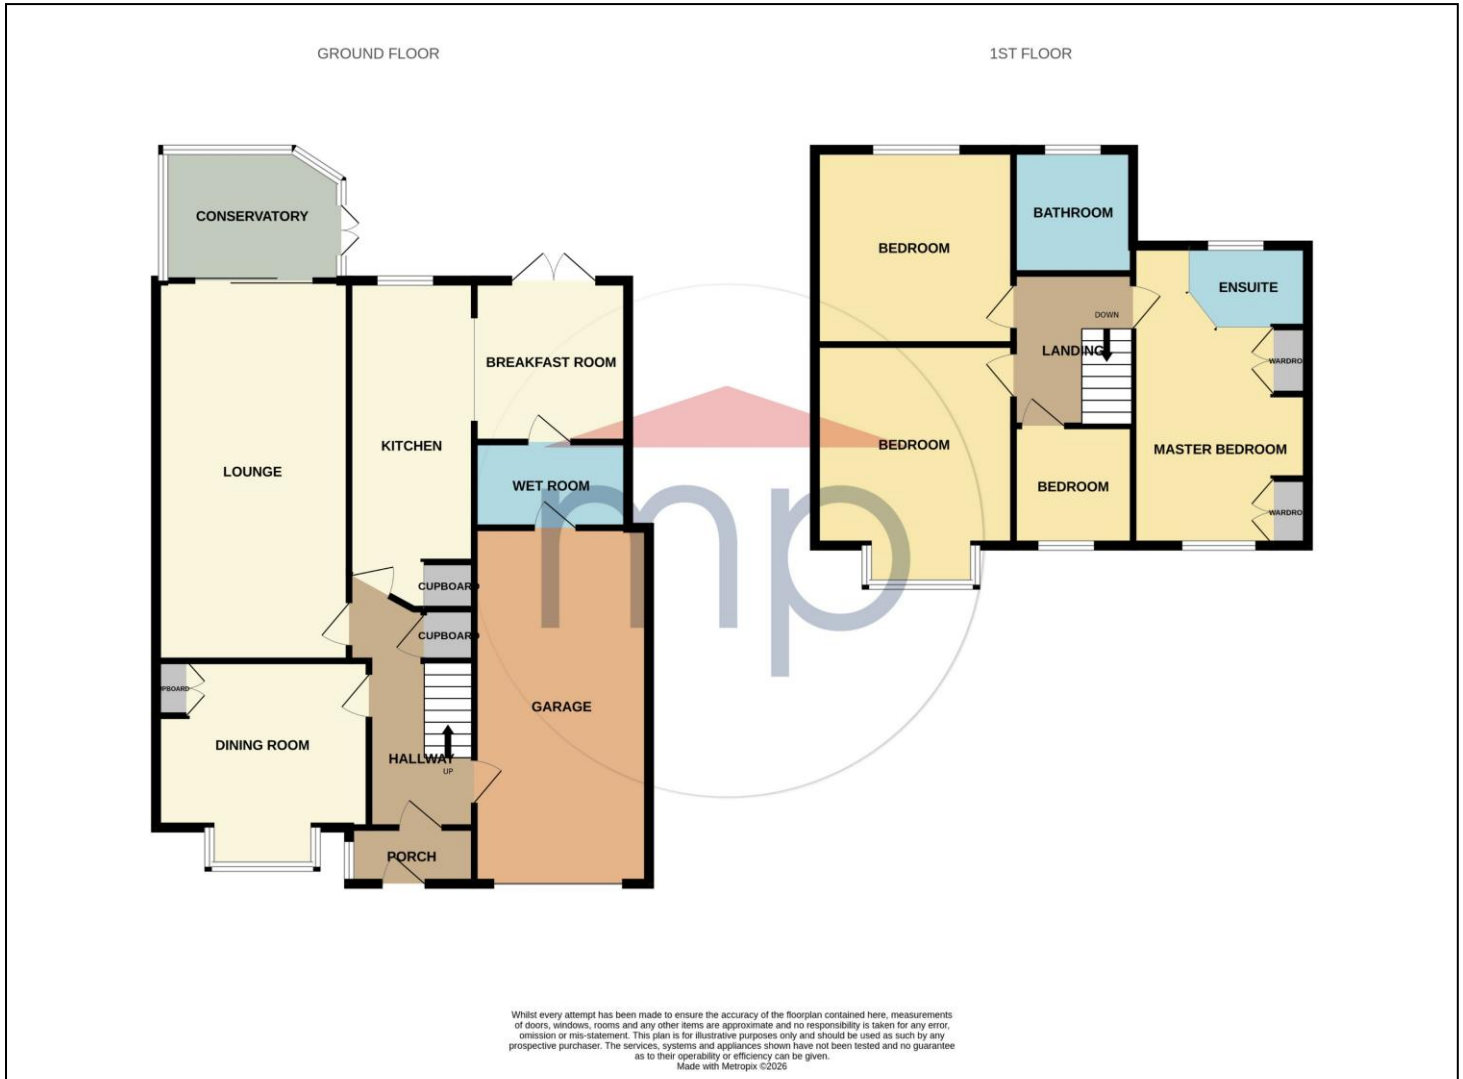 GROUND FLOOR
1ST FLOOR
CONSERVATORY
BREAKFAST ROOM
KITCHEN
LOUNGE
WET ROOM
CUPBOARD
CUPBOARD
PBOARD
GARAGE
DINING ROOM
HALLWAY
UP
PORCH
BEDROOM
BATHROOM
ENSUITE
DOWN
LANDING
WARDRO
BEDROOM
MASTER BEDROOM
BEDROOM
WARDRO
mp
Whilst every attempt has been made to ensure the accuracy of the floorplan contained here, measurements
of doors, windows, rooms and any other items are approximate and no responsibility is taken for any error,
omission or mis-statement. This plan is for illustrative purposes only and should be used as such by any
prospective purchaser. The services, systems and appliances shown have not been tested and no guarantee
as to their operability or efficiency can be given.
Made with Metropix ©2026